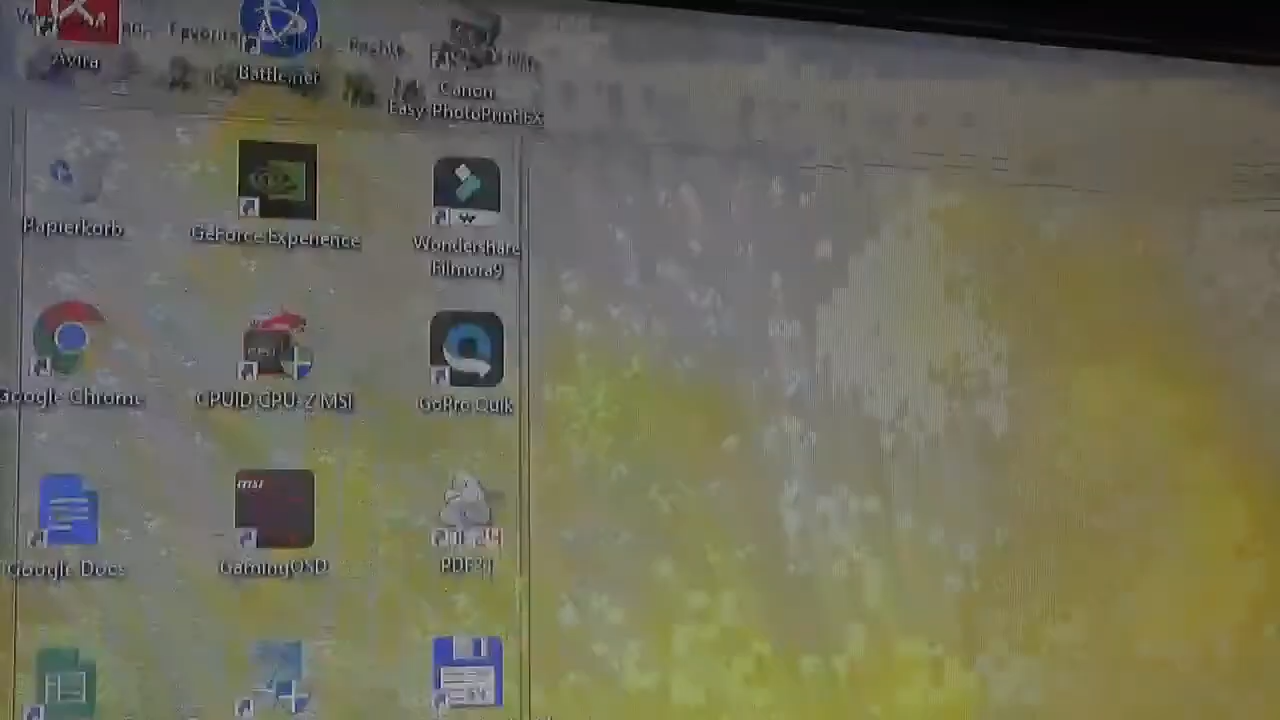 Avira
Battle.net
Canon
Easy-PhotoPrint EX
Papierkorb
GeForce Experience
Wondershare
Filmora9
Google Chrome
CPUID CPU-Z MSI
GoPro Quik
msi
Google Docs
GamingOSD
PDF24